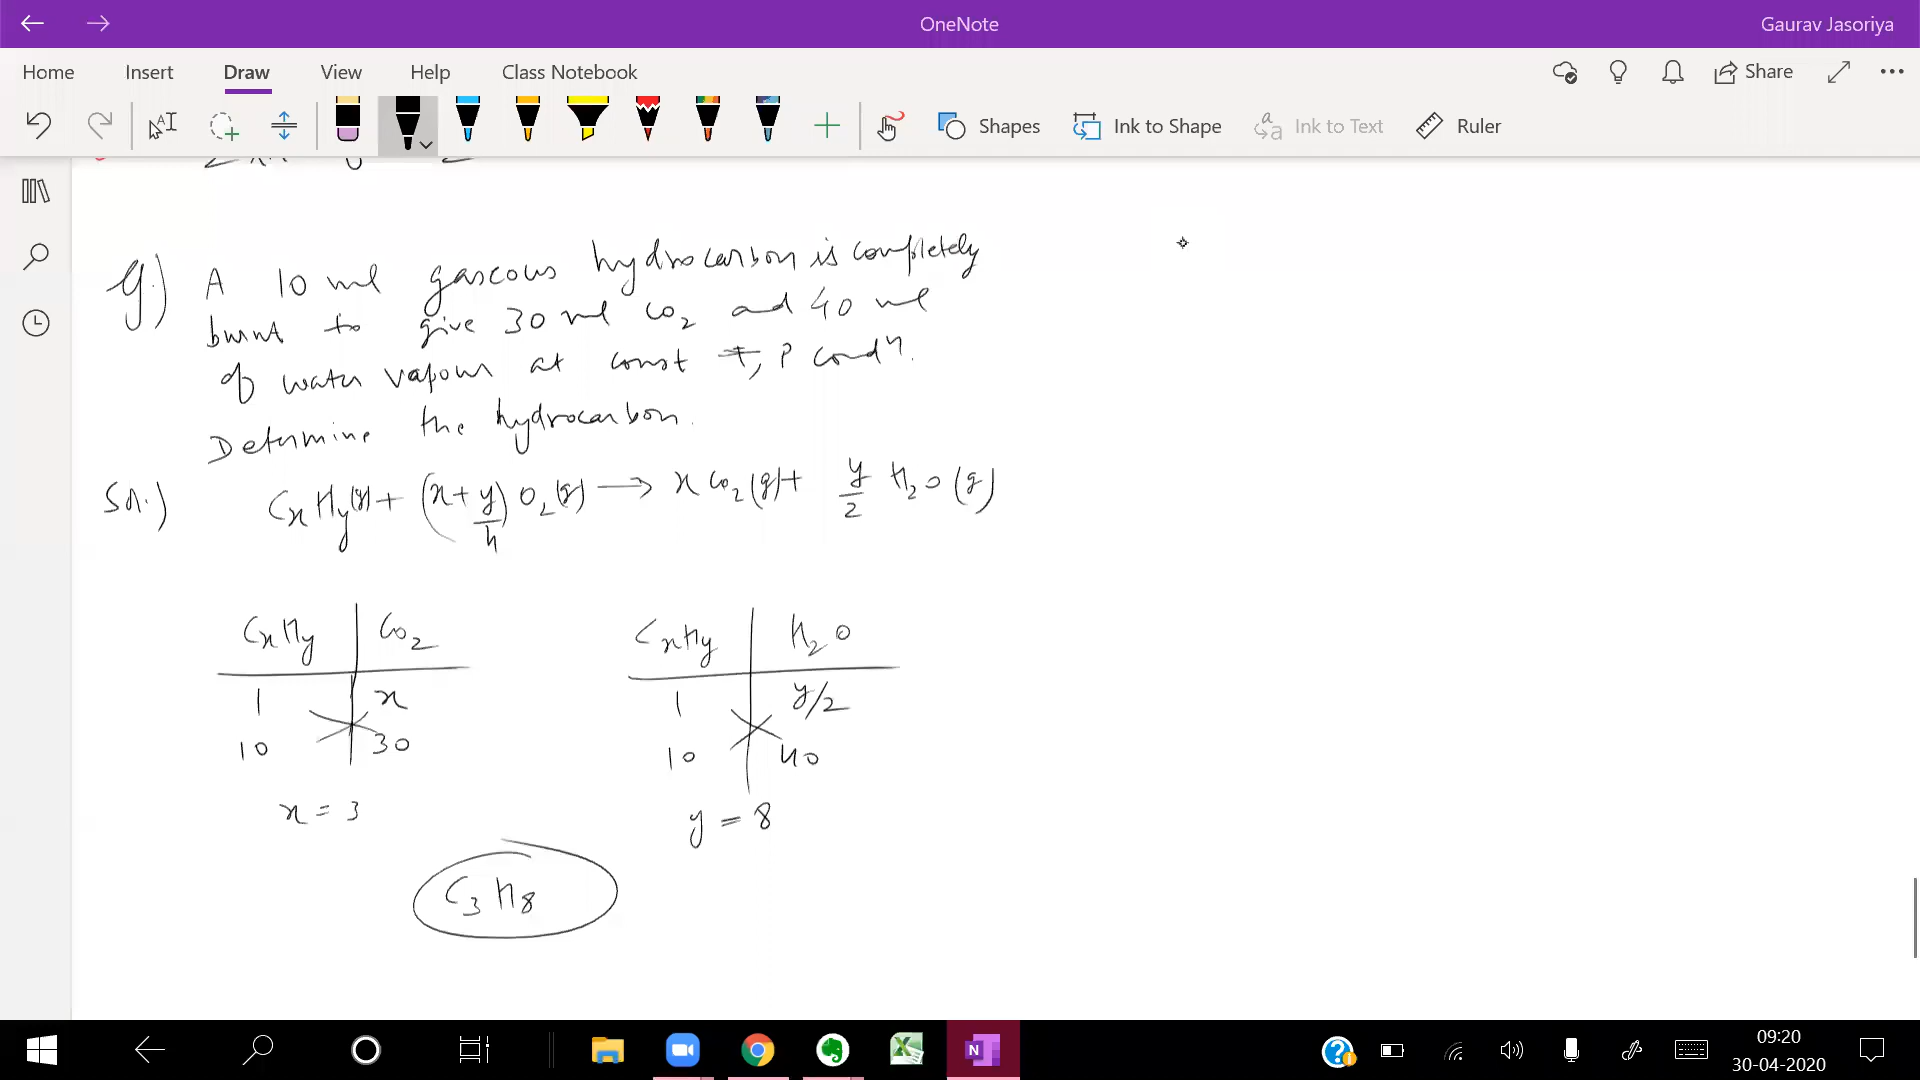 OneNote
Gaurav Jasoriya
Home Insert Draw View Help Class Notebook
Share
Shapes Ink to Shape Ink to Text Ruler
g.) A 10 ml gaseous hydrocarbon is completely
burnt to give 30 ml CO2 and 40 ml
of water vapour at const T, P condn.
Determine the hydrocarbon.
Sol.) CxHy(g) + (x + y/4) O2(g) → x CO2(g) + y/2 H2O(g)
CxHy CO2 CxHy H2O
1 x 1 y/2
10 30 10 40
x = 3 y = 8
C3H8
09:20
30-04-2020